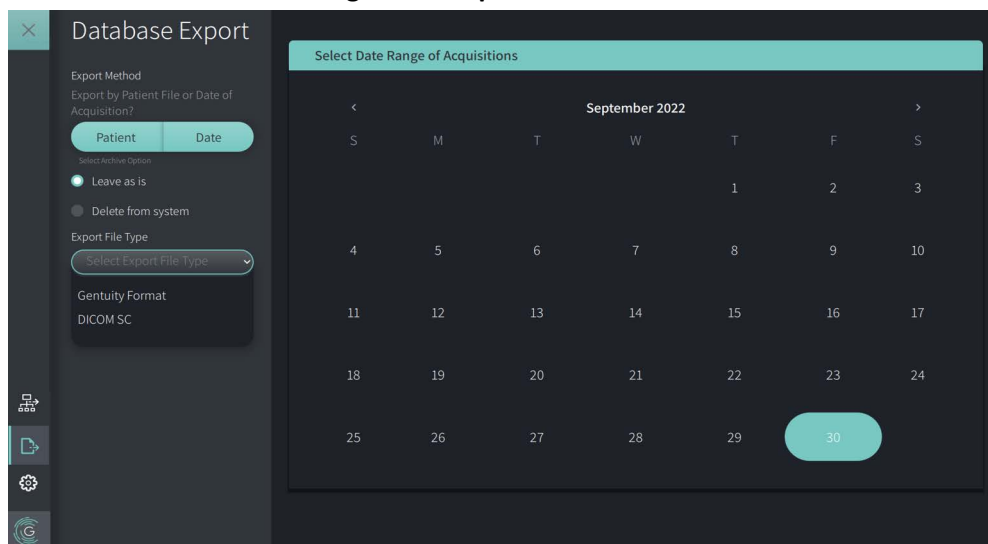 Database Export
Export Method
Export by Patient File or Date of
Acquisition?
Patient Date
Select Archive Option
Leave as is
Delete from system
Export File Type
Select Export File Type
Gentuity Format
DICOM SC
G
Select Date Range of Acquisitions
< September 2022 >
S M T W T F S
1 2 3
4 5 6 7 8 9 10
11 12 13 14 15 16 17
18 19 20 21 22 23 24
25 26 27 28 29 30